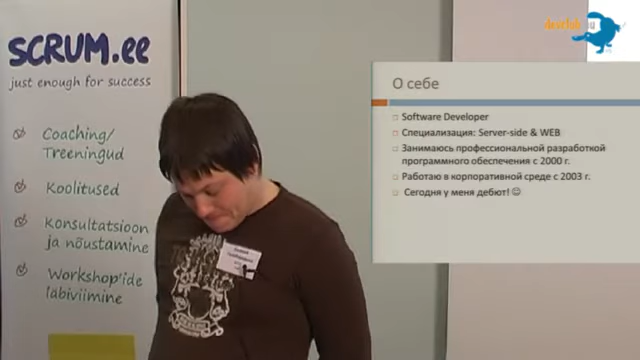 SCRUM.ee
just enough for success
Coaching/
Treeningud
Koolitused
Konsultatsioon
ja nõustamine
Workshop'ide
läbiviimine
devclub.eu
О себе
Software Developer
Специализация: Server-side & WEB
Занимаюсь профессиональной разработкой
программного обеспечения с 2000 г.
Работаю в корпоративной среде с 2003 г.
Сегодня у меня дебют! ☺